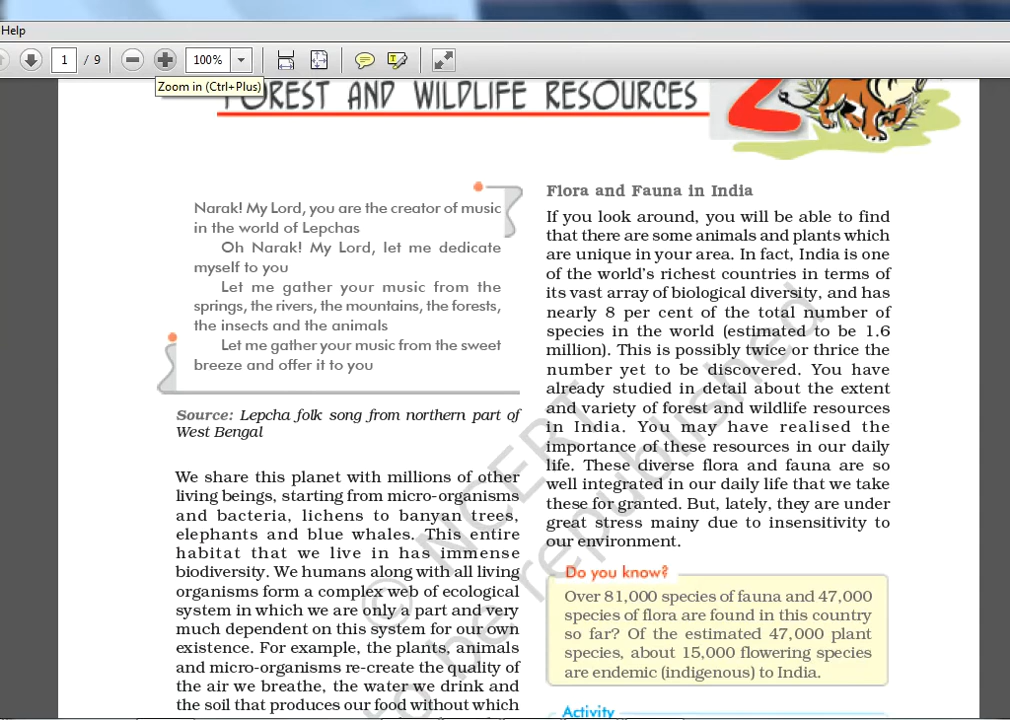 Help
1 / 9
100%
Zoom in (Ctrl+Plus)
FOREST AND WILDLIFE RESOURCES
2
Narak! My Lord, you are the creator of music
in the world of Lepchas
Oh Narak! My Lord, let me dedicate
myself to you
Let me gather your music from the
springs, the rivers, the mountains, the forests,
the insects and the animals
Let me gather your music from the sweet
breeze and offer it to you
Source: Lepcha folk song from northern part of
West Bengal
We share this planet with millions of other
living beings, starting from micro-organisms
and bacteria, lichens to banyan trees,
elephants and blue whales. This entire
habitat that we live in has immense
biodiversity. We humans along with all living
organisms form a complex web of ecological
system in which we are only a part and very
much dependent on this system for our own
existence. For example, the plants, animals
and micro-organisms re-create the quality of
the air we breathe, the water we drink and
the soil that produces our food without which
Flora and Fauna in India
If you look around, you will be able to find
that there are some animals and plants which
are unique in your area. In fact, India is one
of the world's richest countries in terms of
its vast array of biological diversity, and has
nearly 8 per cent of the total number of
species in the world (estimated to be 1.6
million). This is possibly twice or thrice the
number yet to be discovered. You have
already studied in detail about the extent
and variety of forest and wildlife resources
in India. You may have realised the
importance of these resources in our daily
life. These diverse flora and fauna are so
well integrated in our daily life that we take
these for granted. But, lately, they are under
great stress mainy due to insensitivity to
our environment.
Do you know?
Over 81,000 species of fauna and 47,000
species of flora are found in this country
so far? Of the estimated 47,000 plant
species, about 15,000 flowering species
are endemic (indigenous) to India.
Activity
© NCERT
to be republished